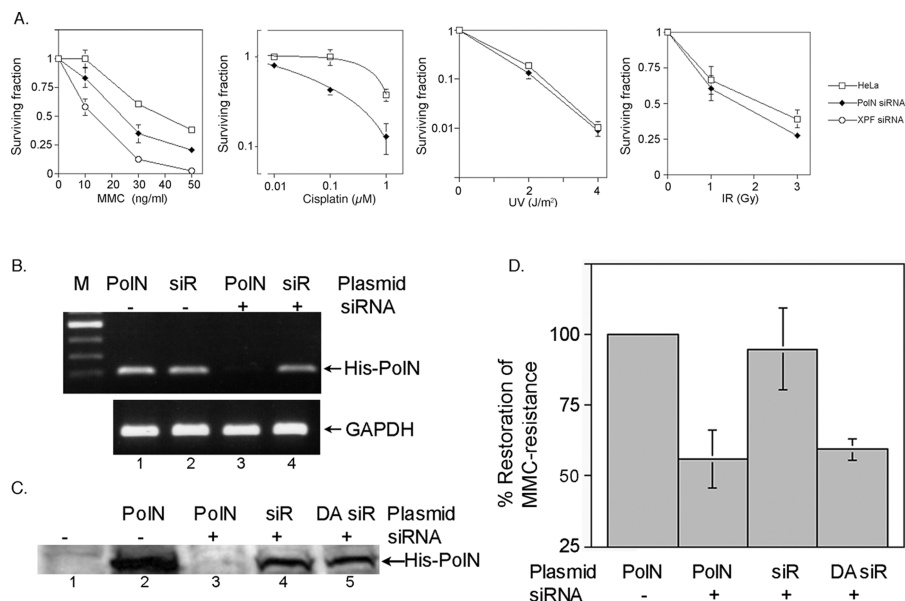 A.
Surviving fraction
1
0.75
0.5
0.25
0
0 10 20 30 40 50
MMC (ng/ml)
Surviving fraction
1
0.1
0.01 0.1 1
Cisplatin (µM)
Surviving fraction
1
0.1
0.01
0 2 4
UV (J/m²)
Surviving fraction
1
0.75
0.5
0.25
0
0 1 3
IR (Gy)
HeLa
PolN siRNA
XPF siRNA
B.
M PolN siR PolN siR Plasmid
- - + + siRNA
His-PolN
GAPDH
1 2 3 4
C.
PolN PolN siR DA siR Plasmid
- - + + + siRNA
His-PolN
1 2 3 4 5
D.
% Restoration of
MMC-resistance
100
75
50
25
Plasmid PolN PolN siR DA siR
siRNA - + + +